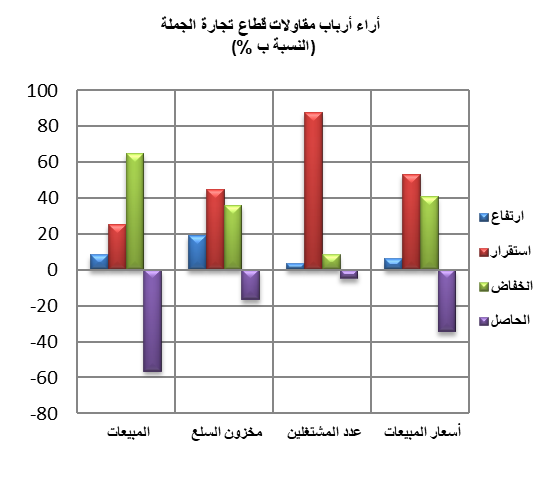 أراء أرباب مقاولات قطاع تجارة الجملة
(النسبة ب %)
100
80
60
40
20
0
-20
-40
-60
-80
ارتفاع
استقرار
انخفاض
الحاصل
المبيعات
مخزون السلع
عدد المشتغلين
أسعار المبيعات